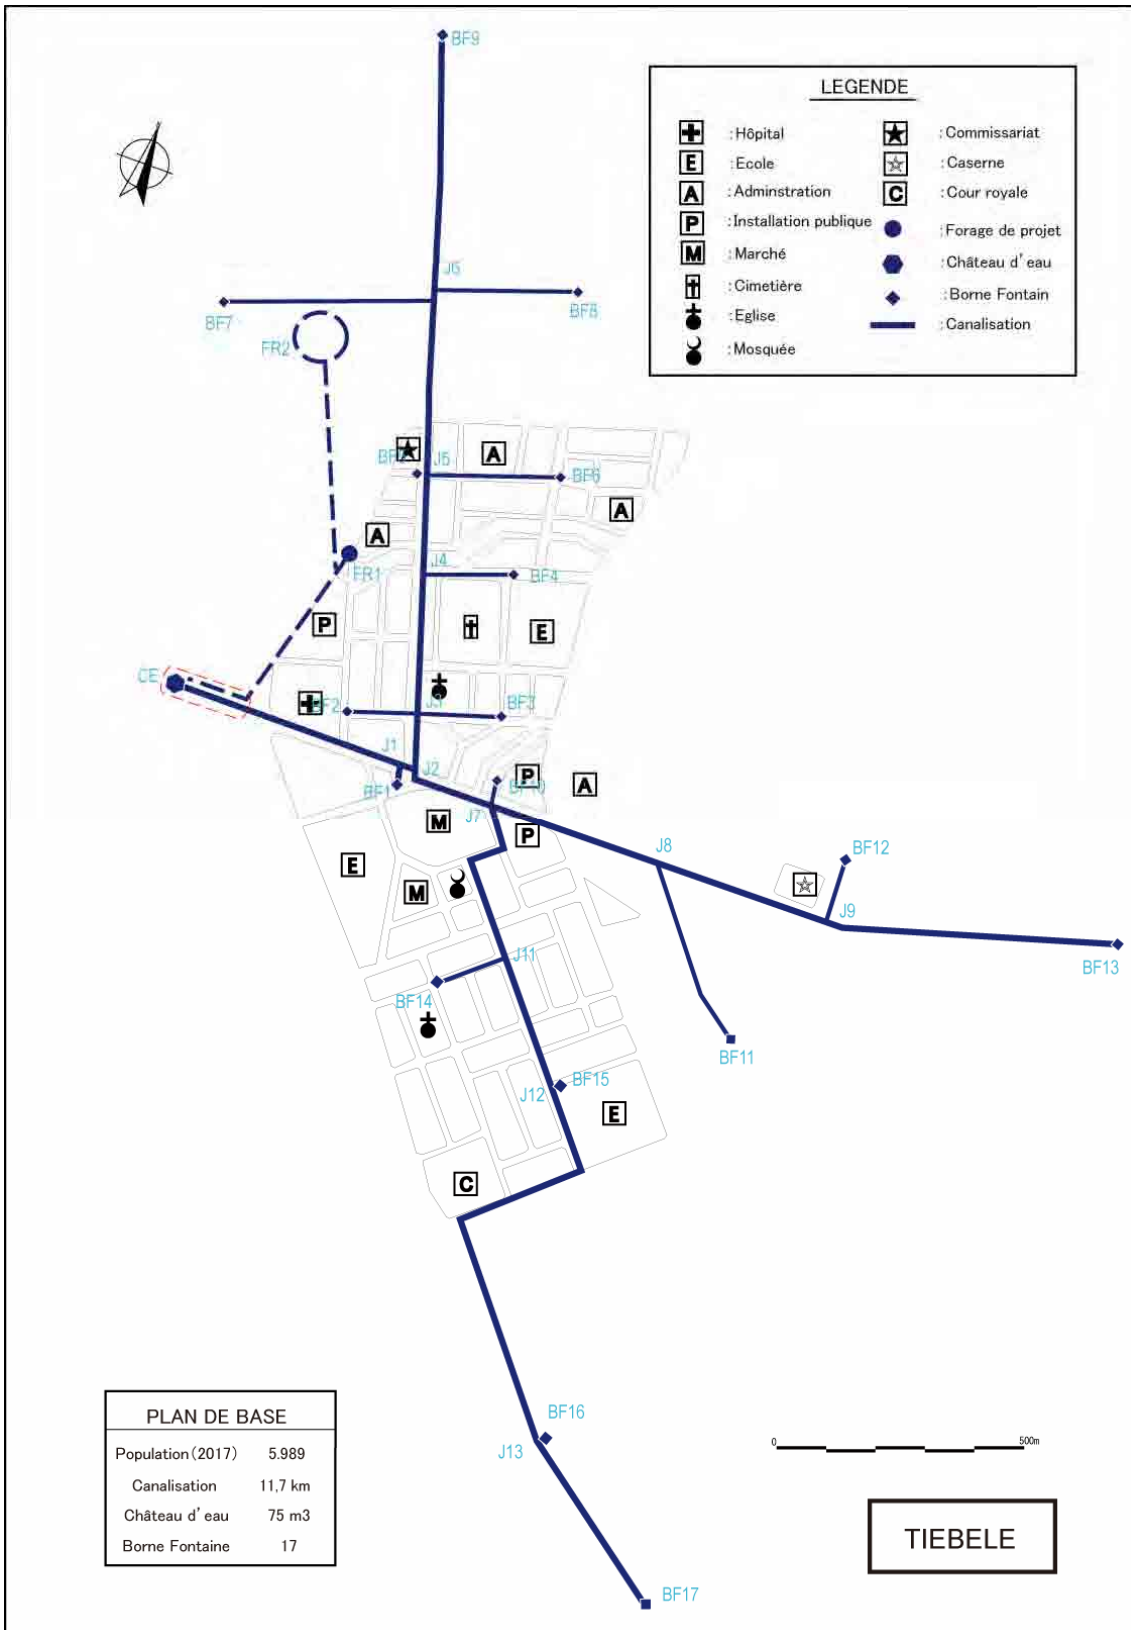 BF9
LEGENDE
:Hôpital
:Commissariat
E :Ecole
:Caserne
A :Adminstration
C :Cour royale
P :Installation publique
:Forage de projet
M :Marché
:Château d'eau
:Cimetière
:Borne Fontain
:Eglise
:Canalisation
:Mosquée
J6
BF7
BF8
FR2
A
J5
BF6
A
A
FR1
J4
BF4
P
E
CE
BF2
J3
BF3
J1
J2
BF1
P
BF10
A
M
J7
P
J8
BF12
E
M
J9
BF13
J11
BF14
BF11
J12
BF15
E
C
BF16
J13
0
500m
PLAN DE BASE
Population(2017) 5.989
Canalisation 11,7 km
Château d'eau 75 m3
Borne Fontaine 17
TIEBELE
BF17